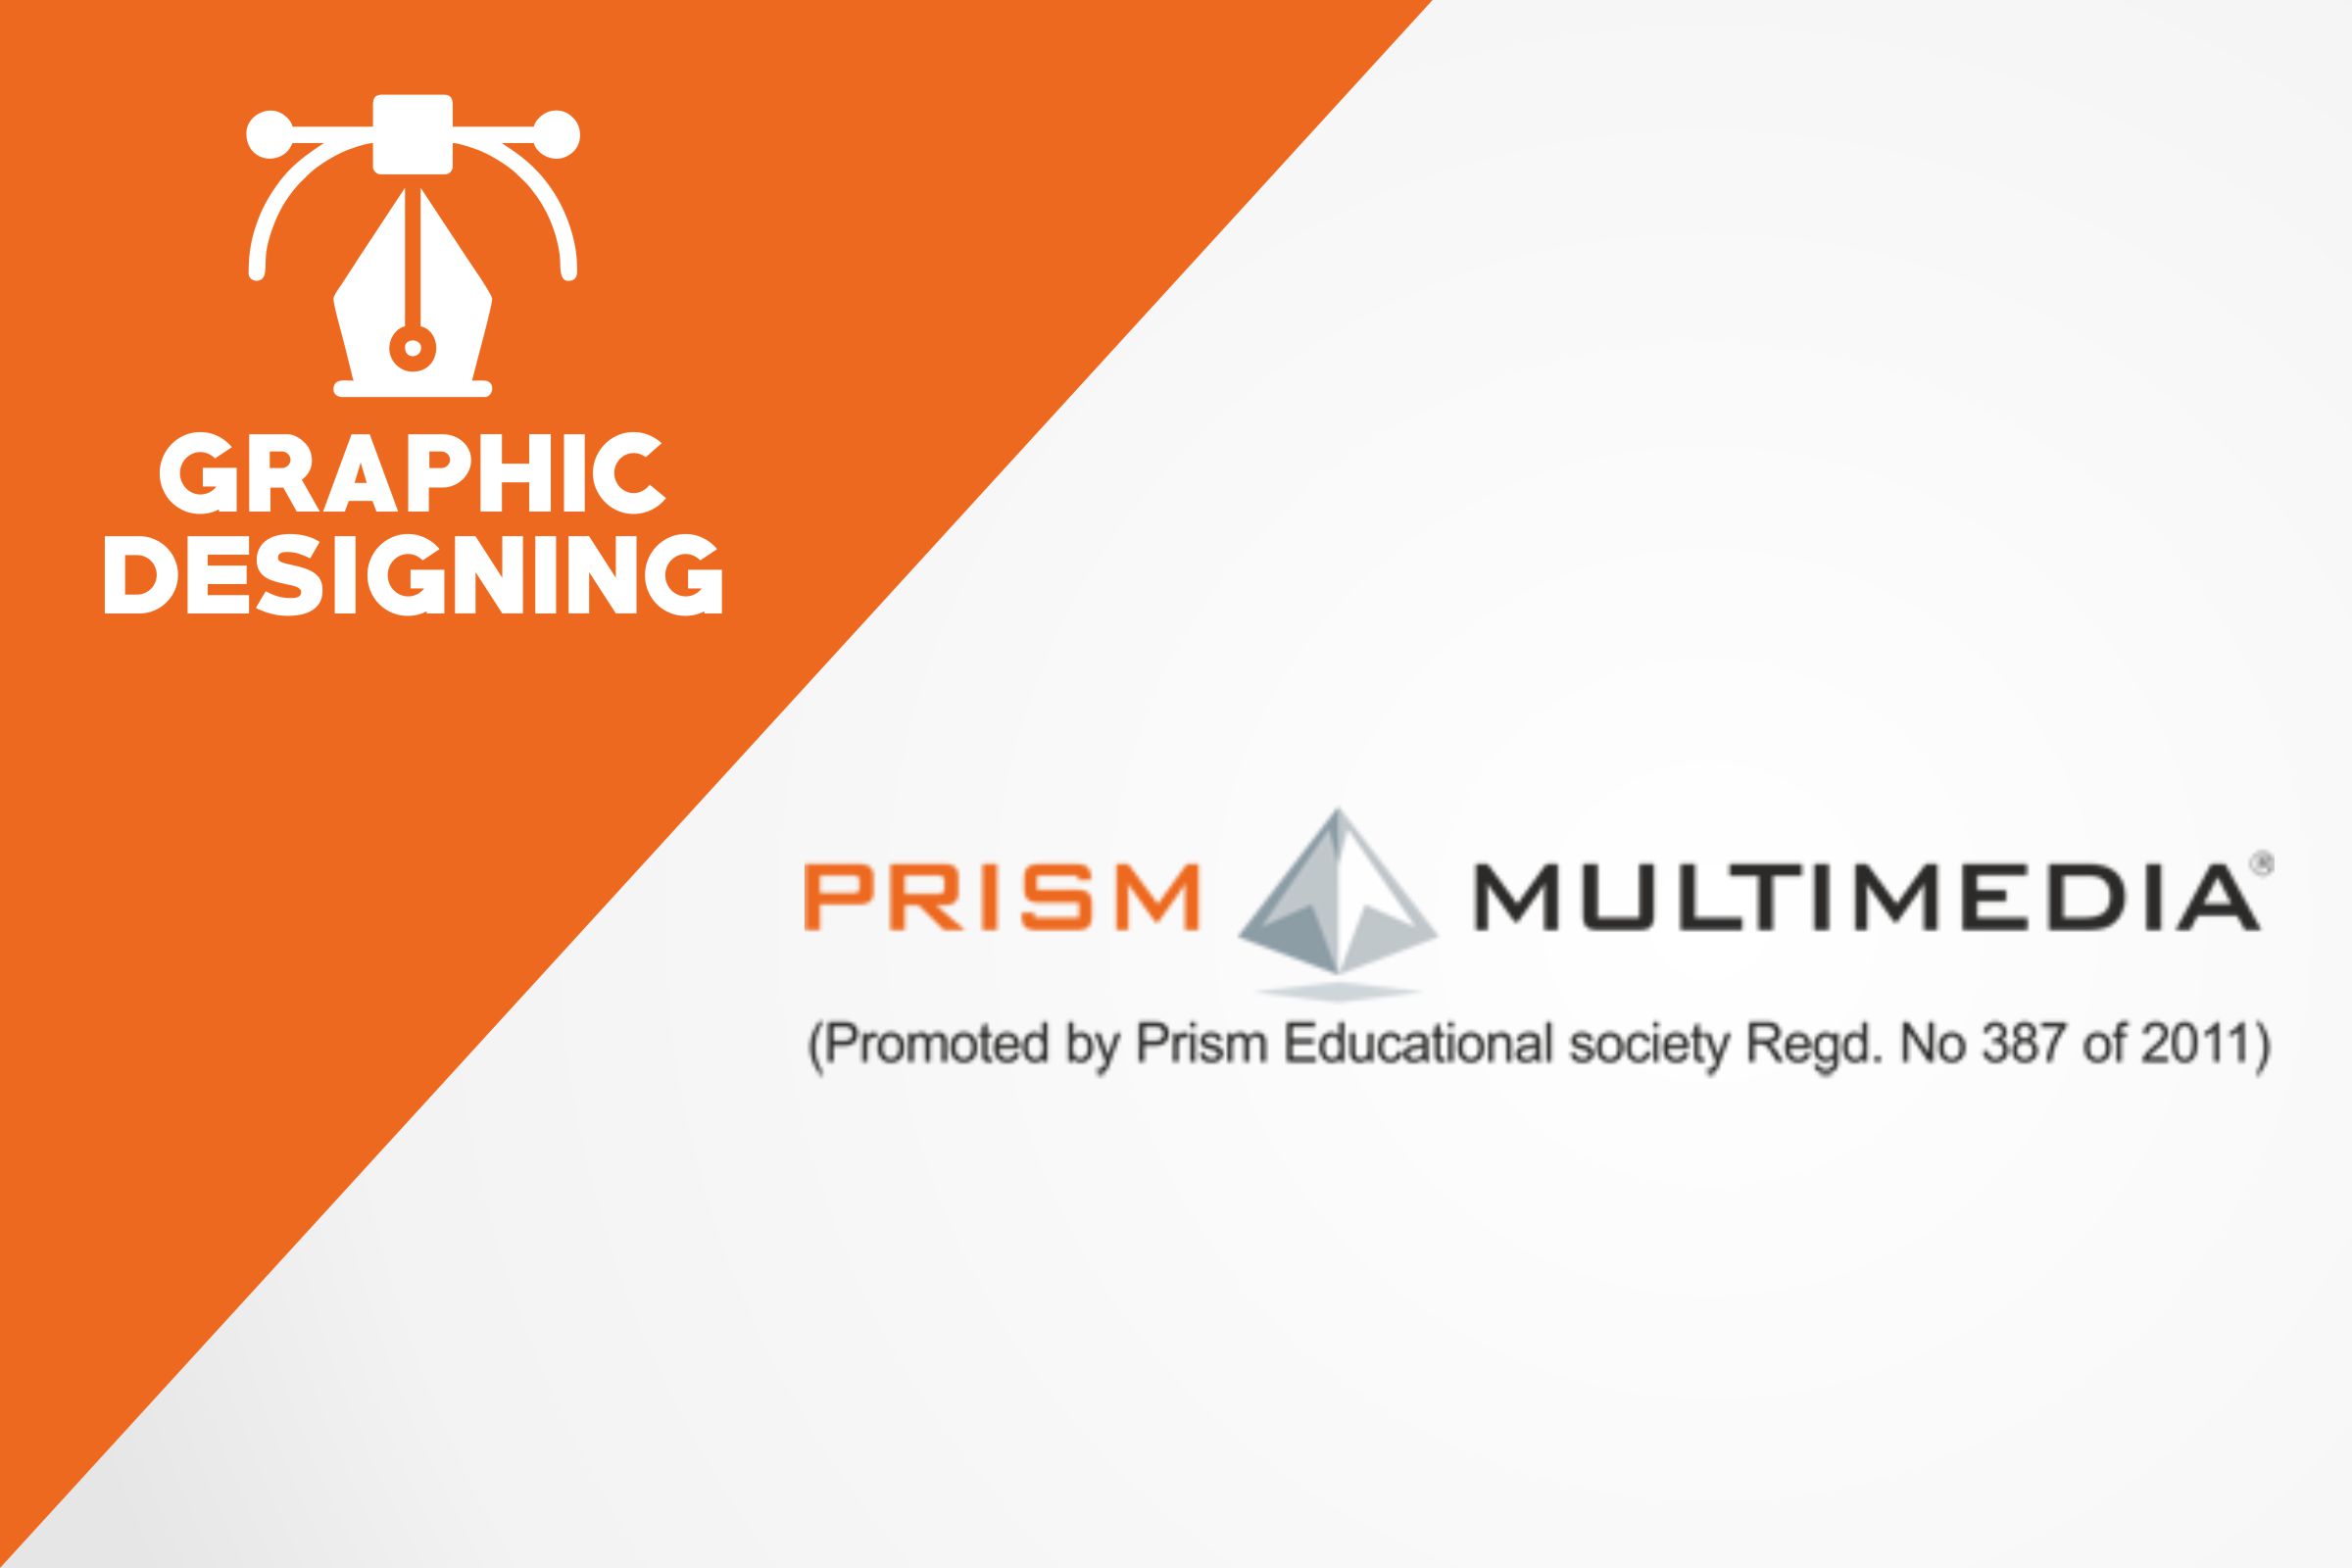 GRAPHIC
DESIGNING
PRISM MULTIMEDIA®
(Promoted by Prism Educational society Regd. No 387 of 2011)